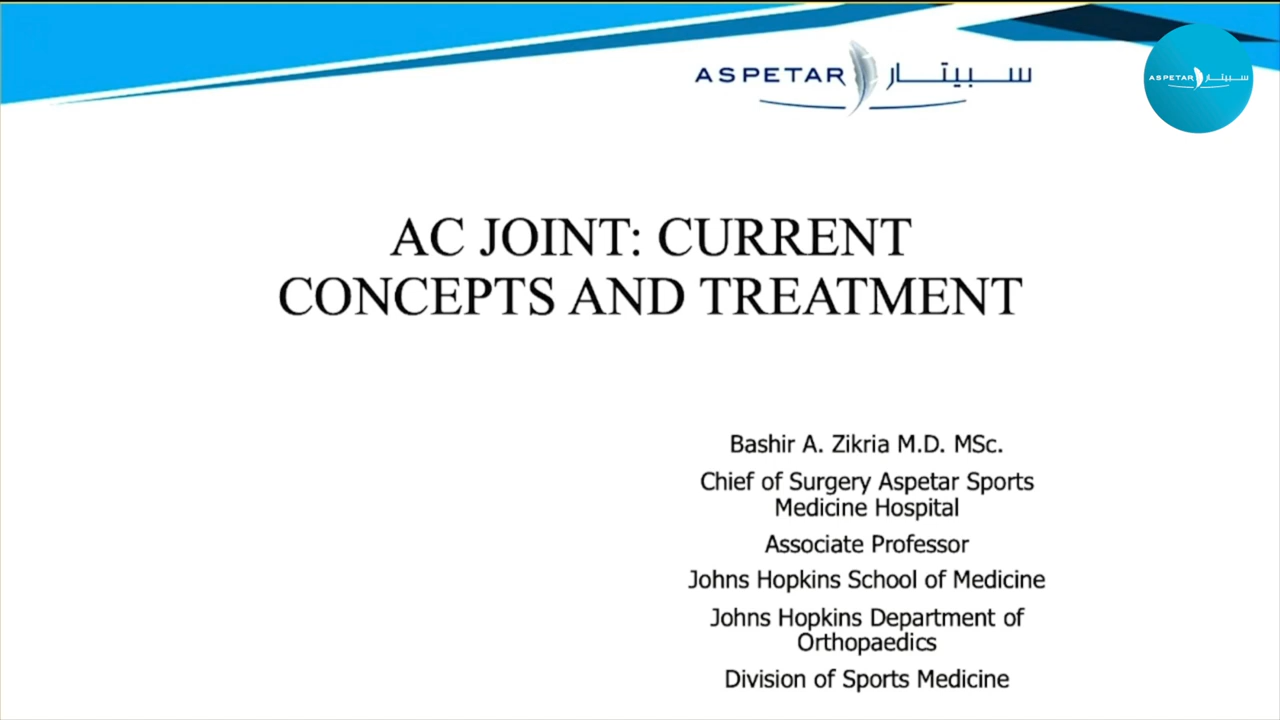 ASPETAR سبيتار
ASPETAR سبيتار
AC JOINT: CURRENT
CONCEPTS AND TREATMENT
Bashir A. Zikria M.D. MSc.
Chief of Surgery Aspetar Sports
Medicine Hospital
Associate Professor
Johns Hopkins School of Medicine
Johns Hopkins Department of
Orthopaedics
Division of Sports Medicine